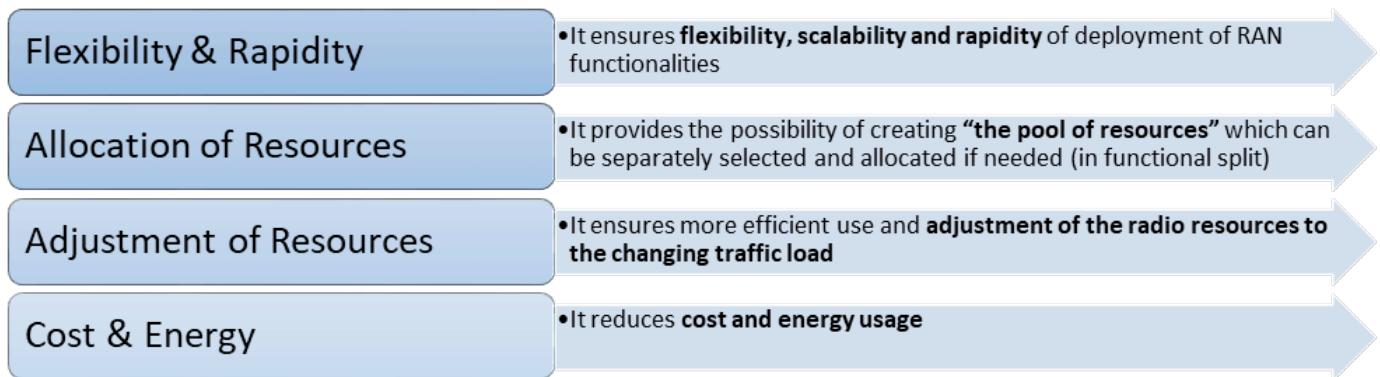 Flexibility & Rapidity
•It ensures flexibility, scalability and rapidity of deployment of RAN
functionalities
Allocation of Resources
•It provides the possibility of creating “the pool of resources” which can
be separately selected and allocated if needed (in functional split)
Adjustment of Resources
•It ensures more efficient use and adjustment of the radio resources to
the changing traffic load
Cost & Energy
•It reduces cost and energy usage